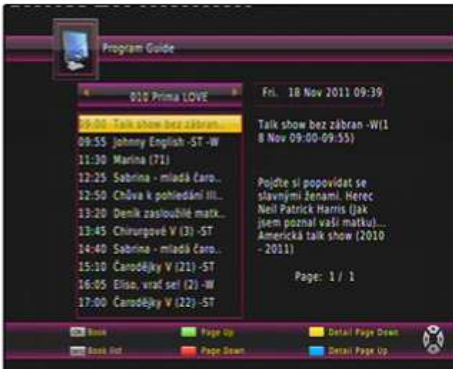 Program Guide
010 Prima LOVE
Fri. 18 Nov 2011 09:39
09:00 Talk show bez zábran..
09:55 Johnny English -ST -W
11:30 Marina (71)
12:25 Sabrina - mladá čaro..
12:50 Chůva k pohledání III..
13:20 Deník zasloužilé matk..
13:45 Chirurgové V (3) -ST
14:40 Sabrina - mladá čaro..
15:10 Čarodějky V (21) -ST
16:05 Eliso, vrať se! (2) -W
17:00 Čarodějky V (22) -ST
Talk show bez zábran -W(1
8 Nov 09:00-09:55)
Pojďte si popovídat se
slavnými ženami. Herec
Neil Patrick Harris (Jak
jsem poznal vaši matku)...
Americká talk show (2010
- 2011)
Page: 1/ 1
Book
Page Up
Detail Page Down
Book list
Page Down
Detail Page Up